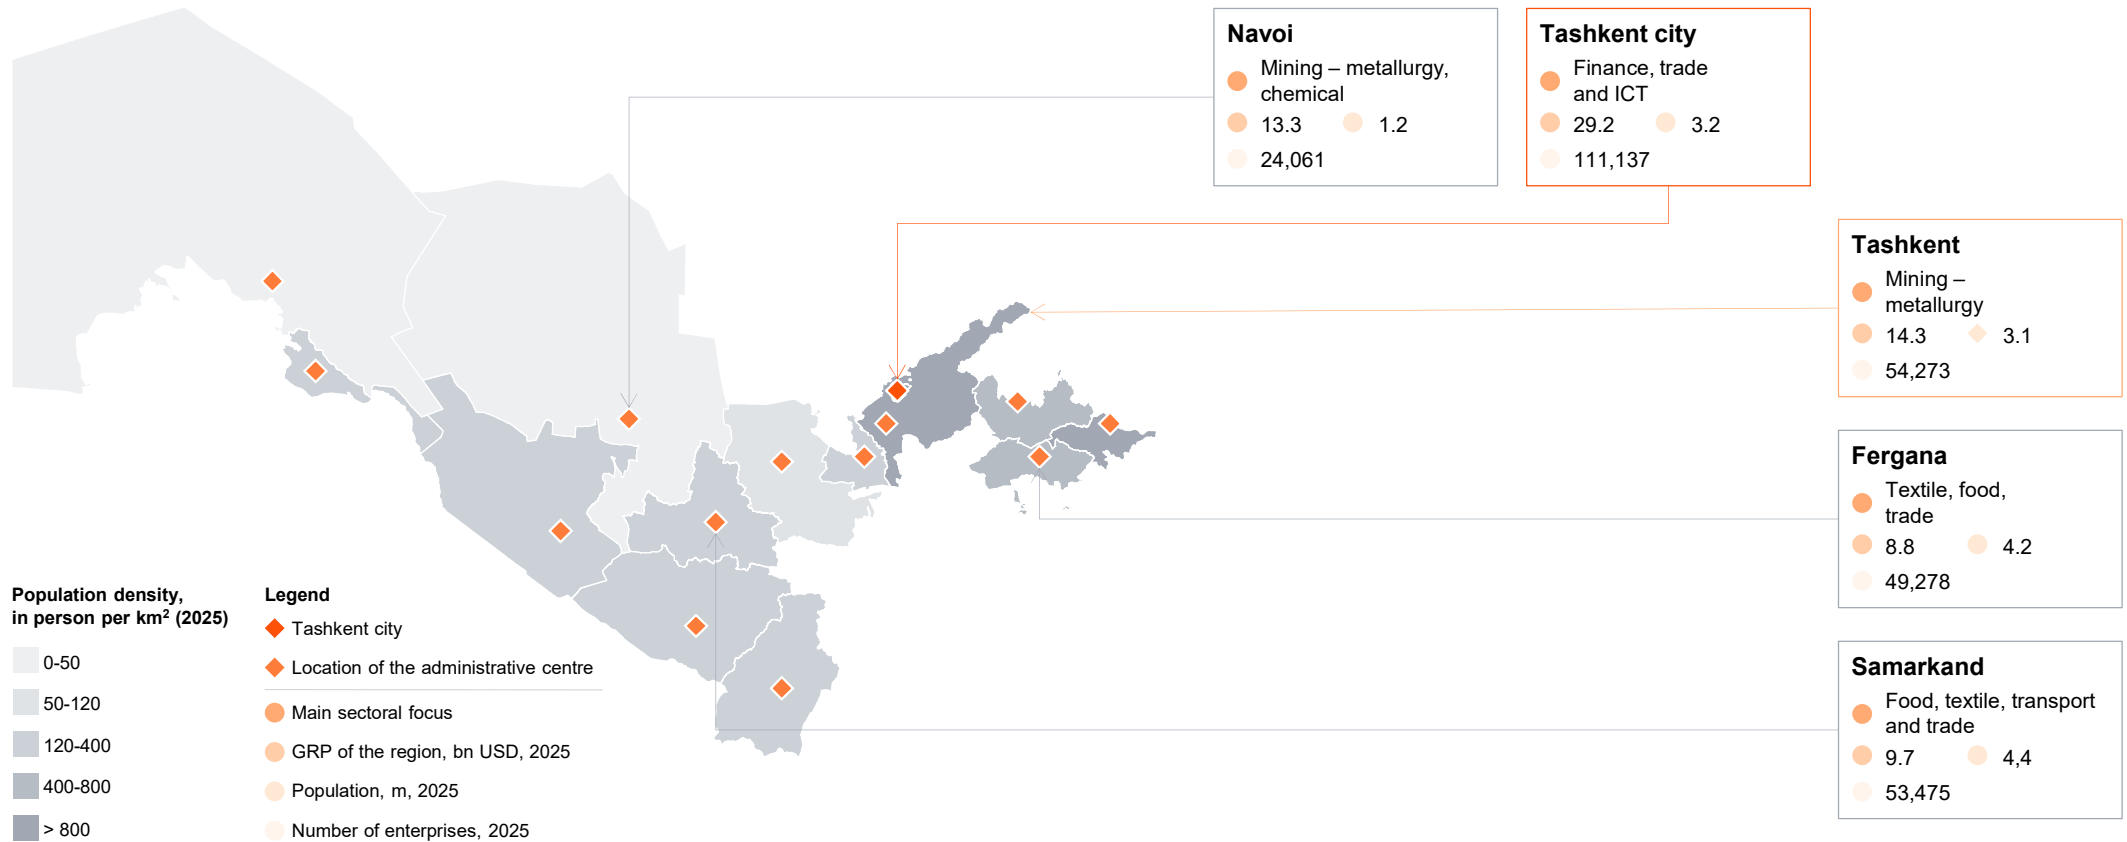 Navoi
Mining – metallurgy,
chemical
13.3 1.2
24,061
Tashkent city
Finance, trade
and ICT
29.2 3.2
111,137
Tashkent
Mining –
metallurgy
14.3 3.1
54,273
Fergana
Textile, food,
trade
8.8 4.2
49,278
Samarkand
Food, textile, transport
and trade
9.7 4,4
53,475
Population density,
in person per km² (2025)
0-50
50-120
120-400
400-800
> 800
Legend
Tashkent city
Location of the administrative centre
Main sectoral focus
GRP of the region, bn USD, 2025
Population, m, 2025
Number of enterprises, 2025